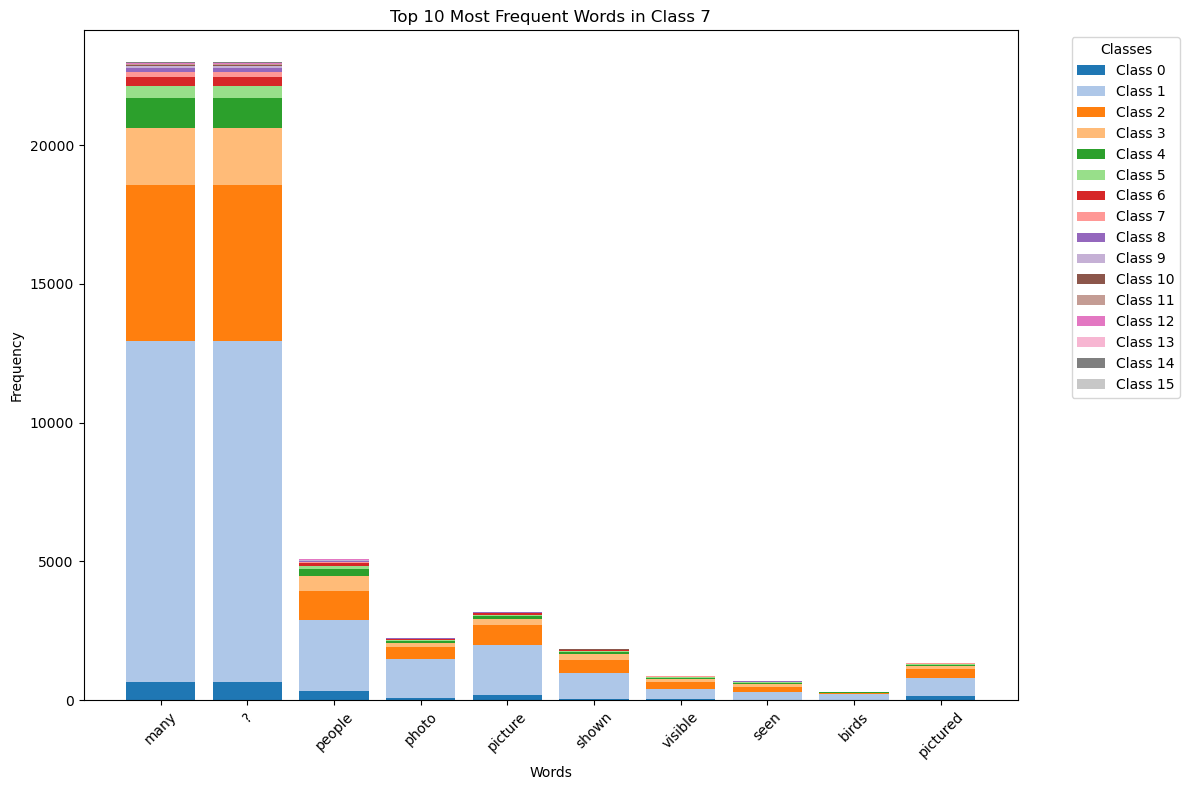 Top 10 Most Frequent Words in Class 7
Classes
Class 0
Class 1
Class 2
Class 3
Class 4
Class 5
Class 6
Class 7
Class 8
Class 9
Class 10
Class 11
Class 12
Class 13
Class 14
Class 15
Frequency
20000
15000
10000
5000
0
many
?
people
photo
picture
shown
visible
seen
birds
pictured
Words